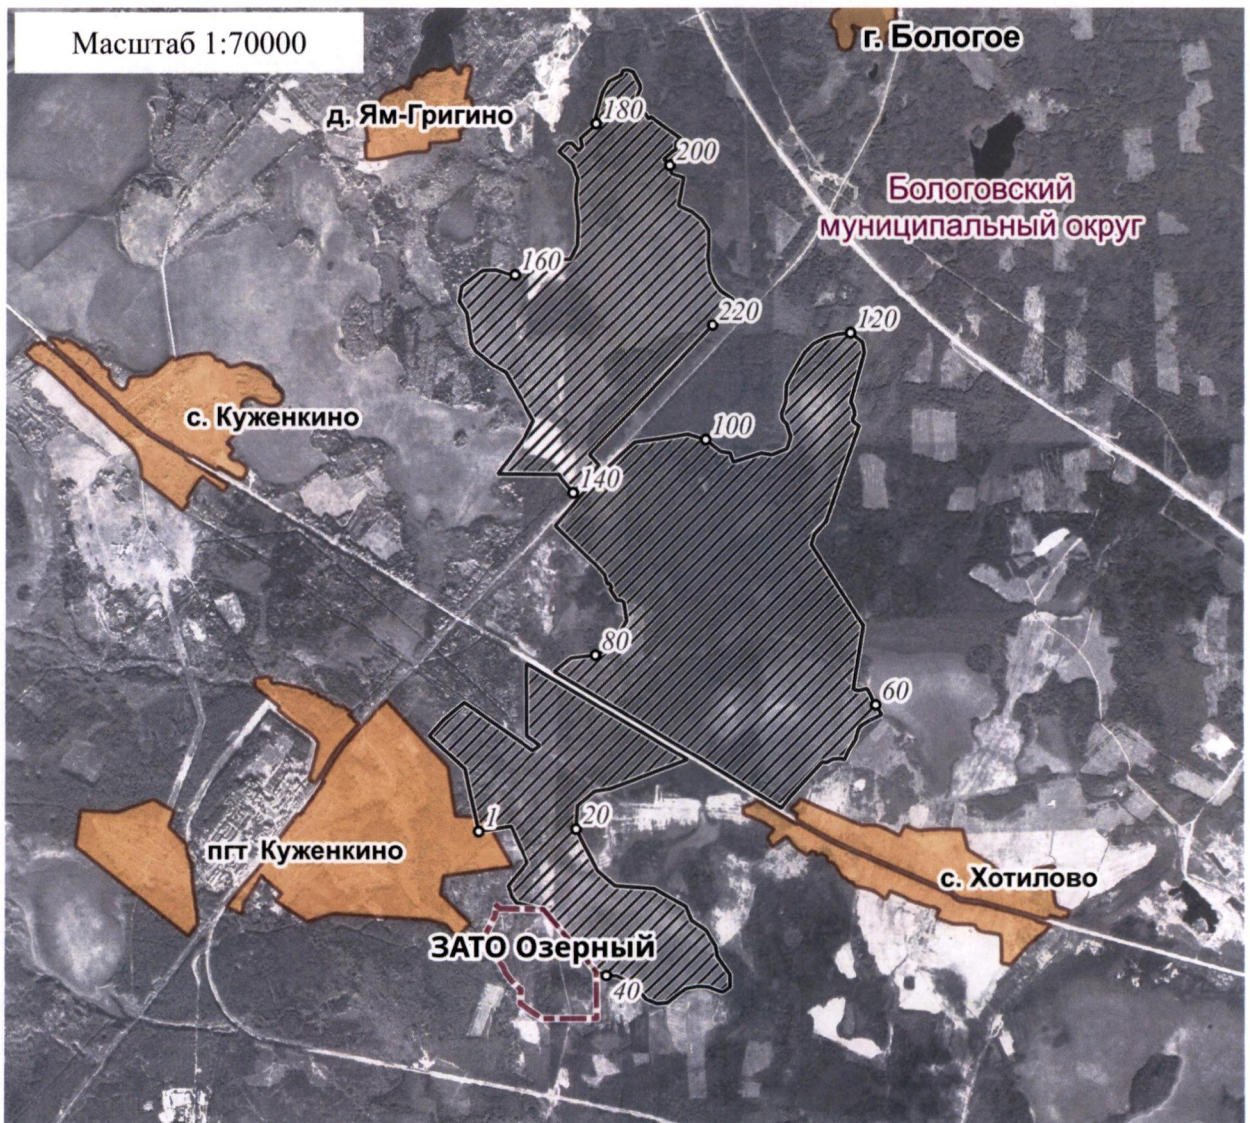 Масштаб 1:70000
г. Бологое
д. Ям-Григино
180
200
Бологовский
муниципальный округ
160
220
120
с. Куженкино
100
140
80
60
1
20
пгт Куженкино
с. Хотилово
ЗАТО Озерный
40